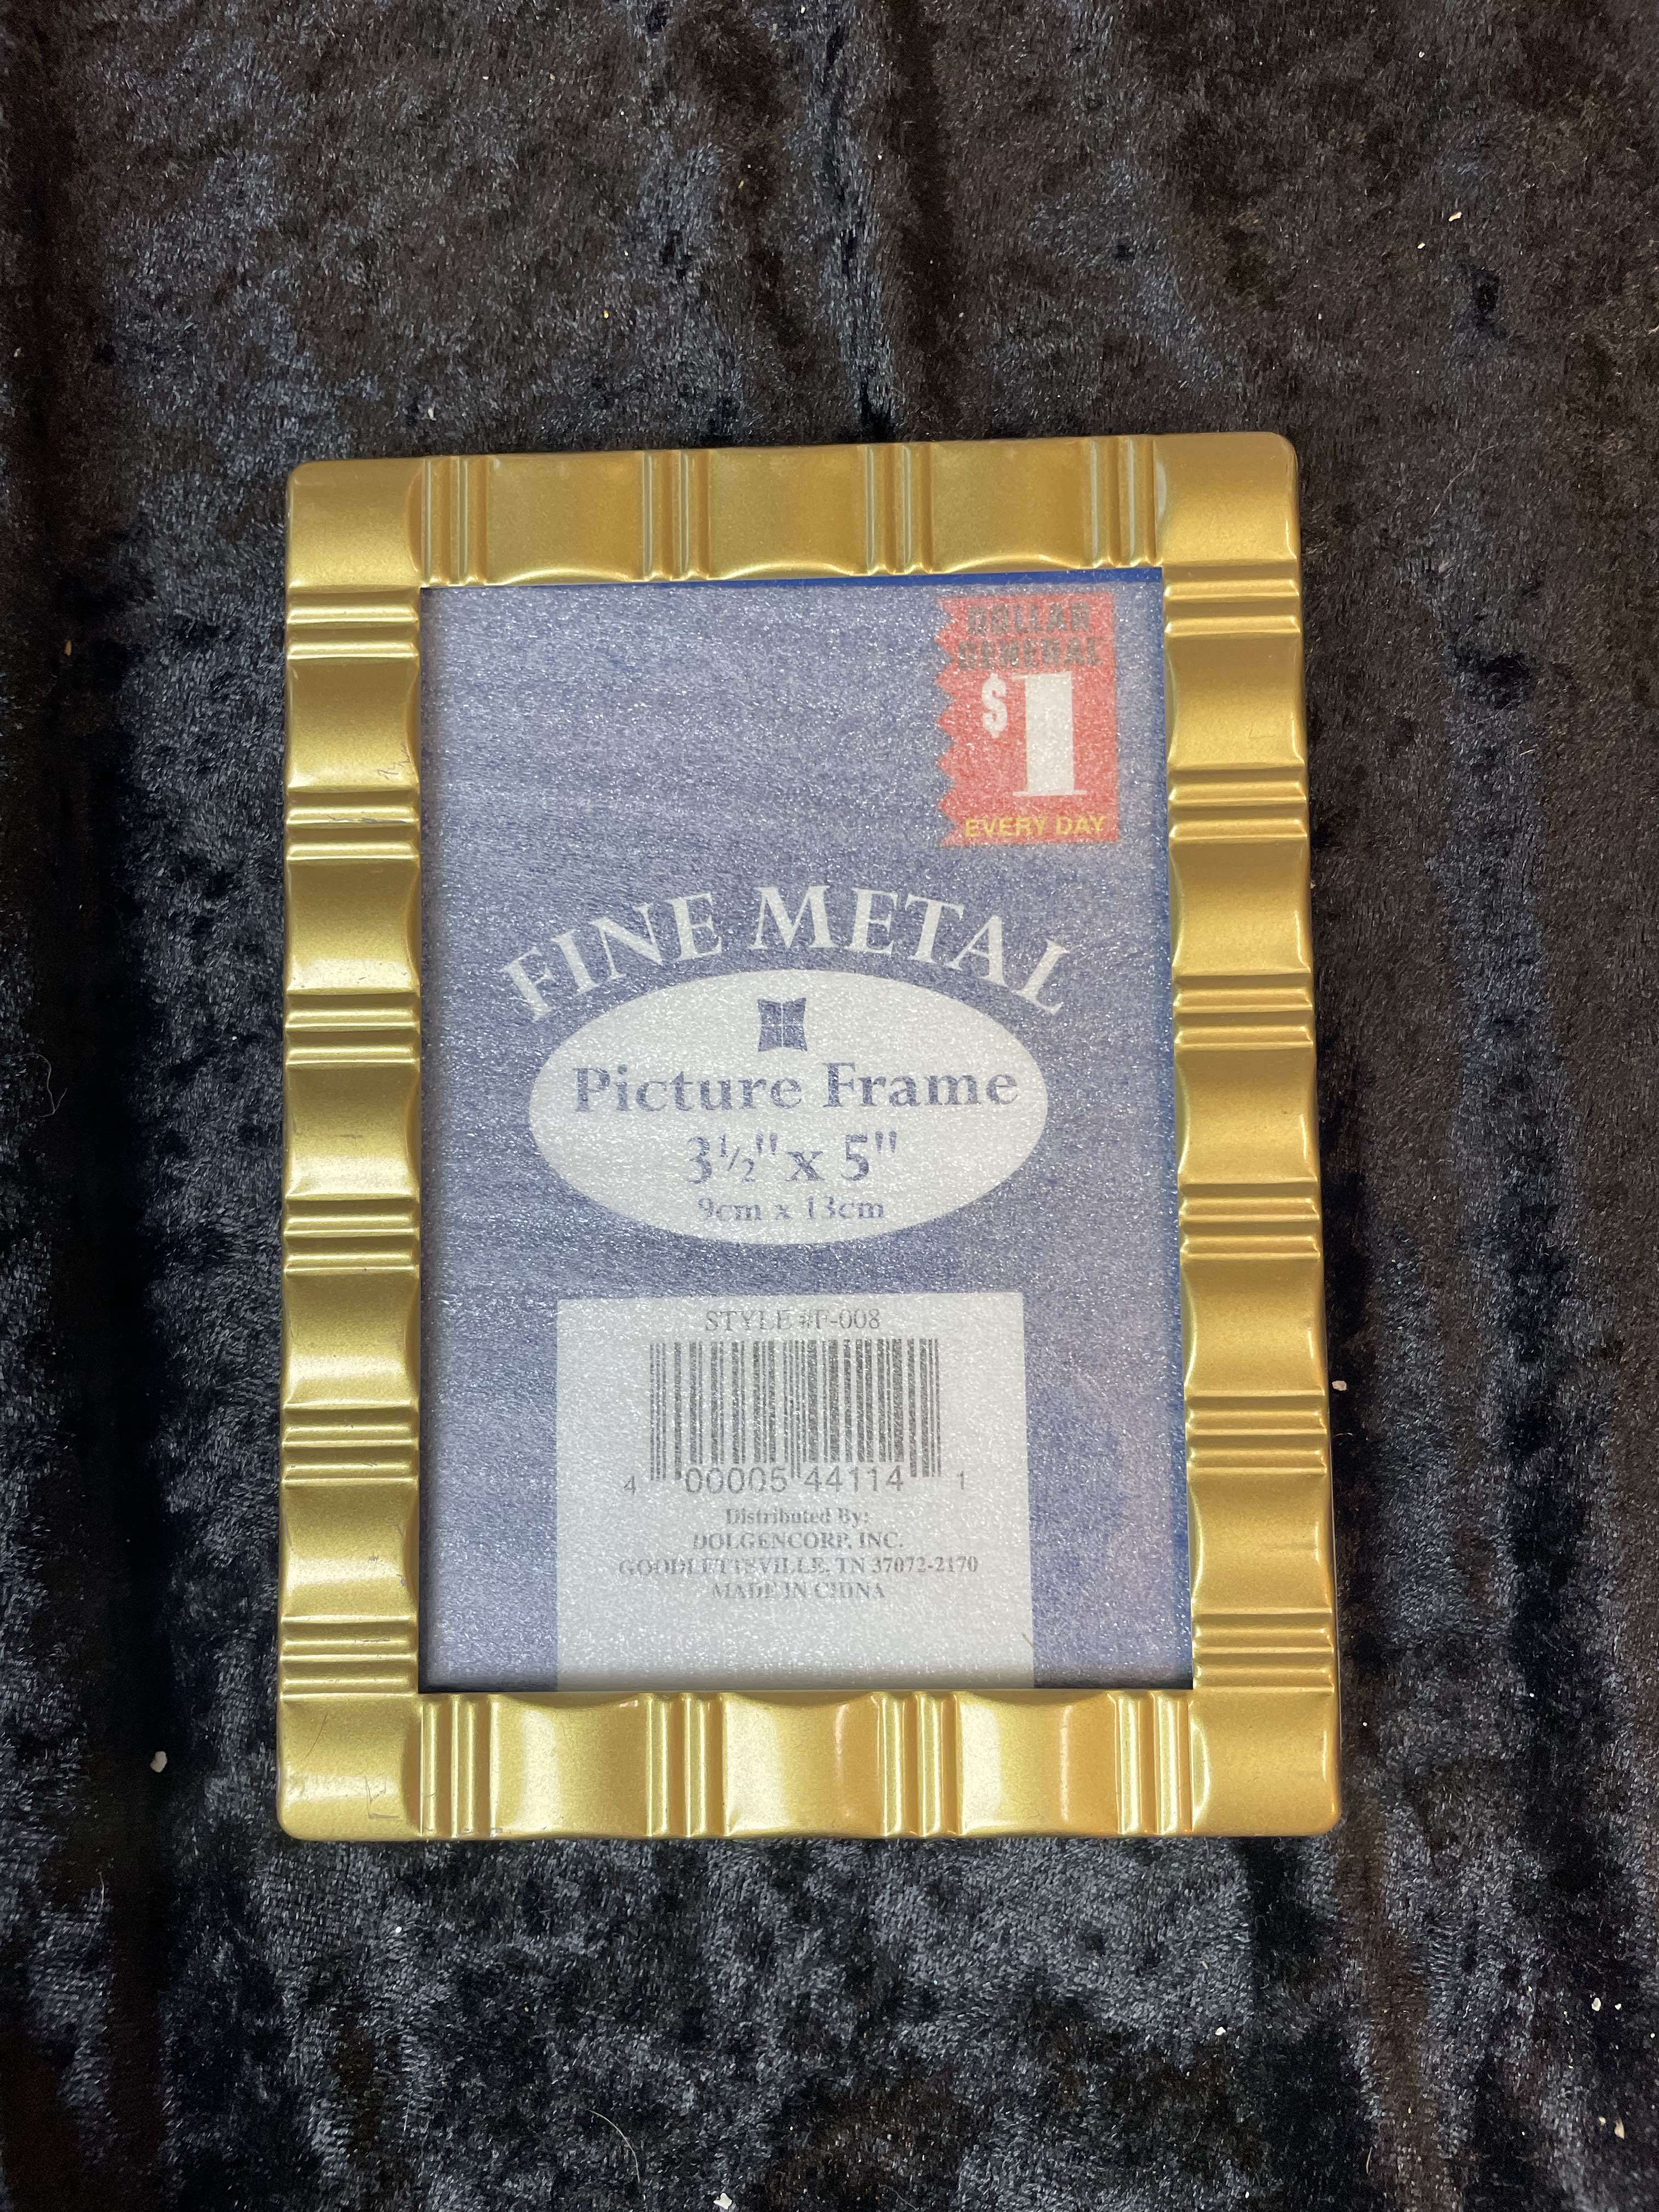 DOLLAR
GENERAL
$1
EVERY DAY
FINE METAL
Picture Frame
3½" x 5"
9cm x 13cm
STYLE #F-008
4 00005 44114 1
Distributed By:
DOLGENCORP, INC.
GOODLETTSVILLE, TN 37072-2170
MADE IN CHINA